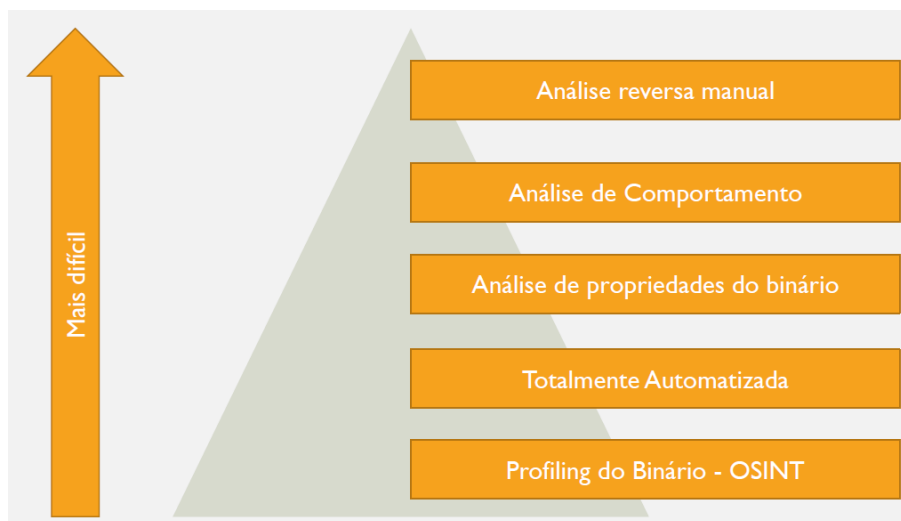 Análise reversa manual
Análise de Comportamento
Análise de propriedades do binário
Totalmente Automatizada
Profiling do Binário - OSINT
Mais difícil